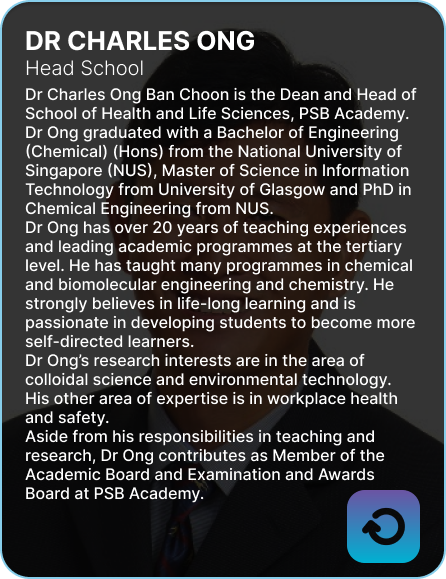 DR CHARLES ONG
Head School
Dr Charles Ong Ban Choon is the Dean and Head of
School of Health and Life Sciences, PSB Academy.
Dr Ong graduated with a Bachelor of Engineering
(Chemical) (Hons) from the National University of
Singapore (NUS), Master of Science in Information
Technology from University of Glasgow and PhD in
Chemical Engineering from NUS.
Dr Ong has over 20 years of teaching experiences
and leading academic programmes at the tertiary
level. He has taught many programmes in chemical
and biomolecular engineering and chemistry. He
strongly believes in life-long learning and is
passionate in developing students to become more
self-directed learners.
Dr Ong’s research interests are in the area of
colloidal science and environmental technology.
His other area of expertise is in workplace health
and safety.
Aside from his responsibilities in teaching and
research, Dr Ong contributes as Member of the
Academic Board and Examination and Awards
Board at PSB Academy.